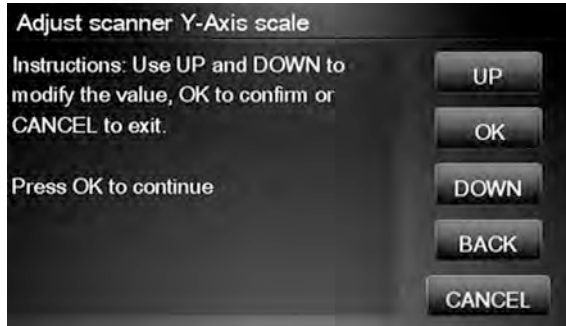 Adjust scanner Y-Axis scale
Instructions: Use UP and DOWN to
modify the value, OK to confirm or
CANCEL to exit.
Press OK to continue
UP
OK
DOWN
BACK
CANCEL